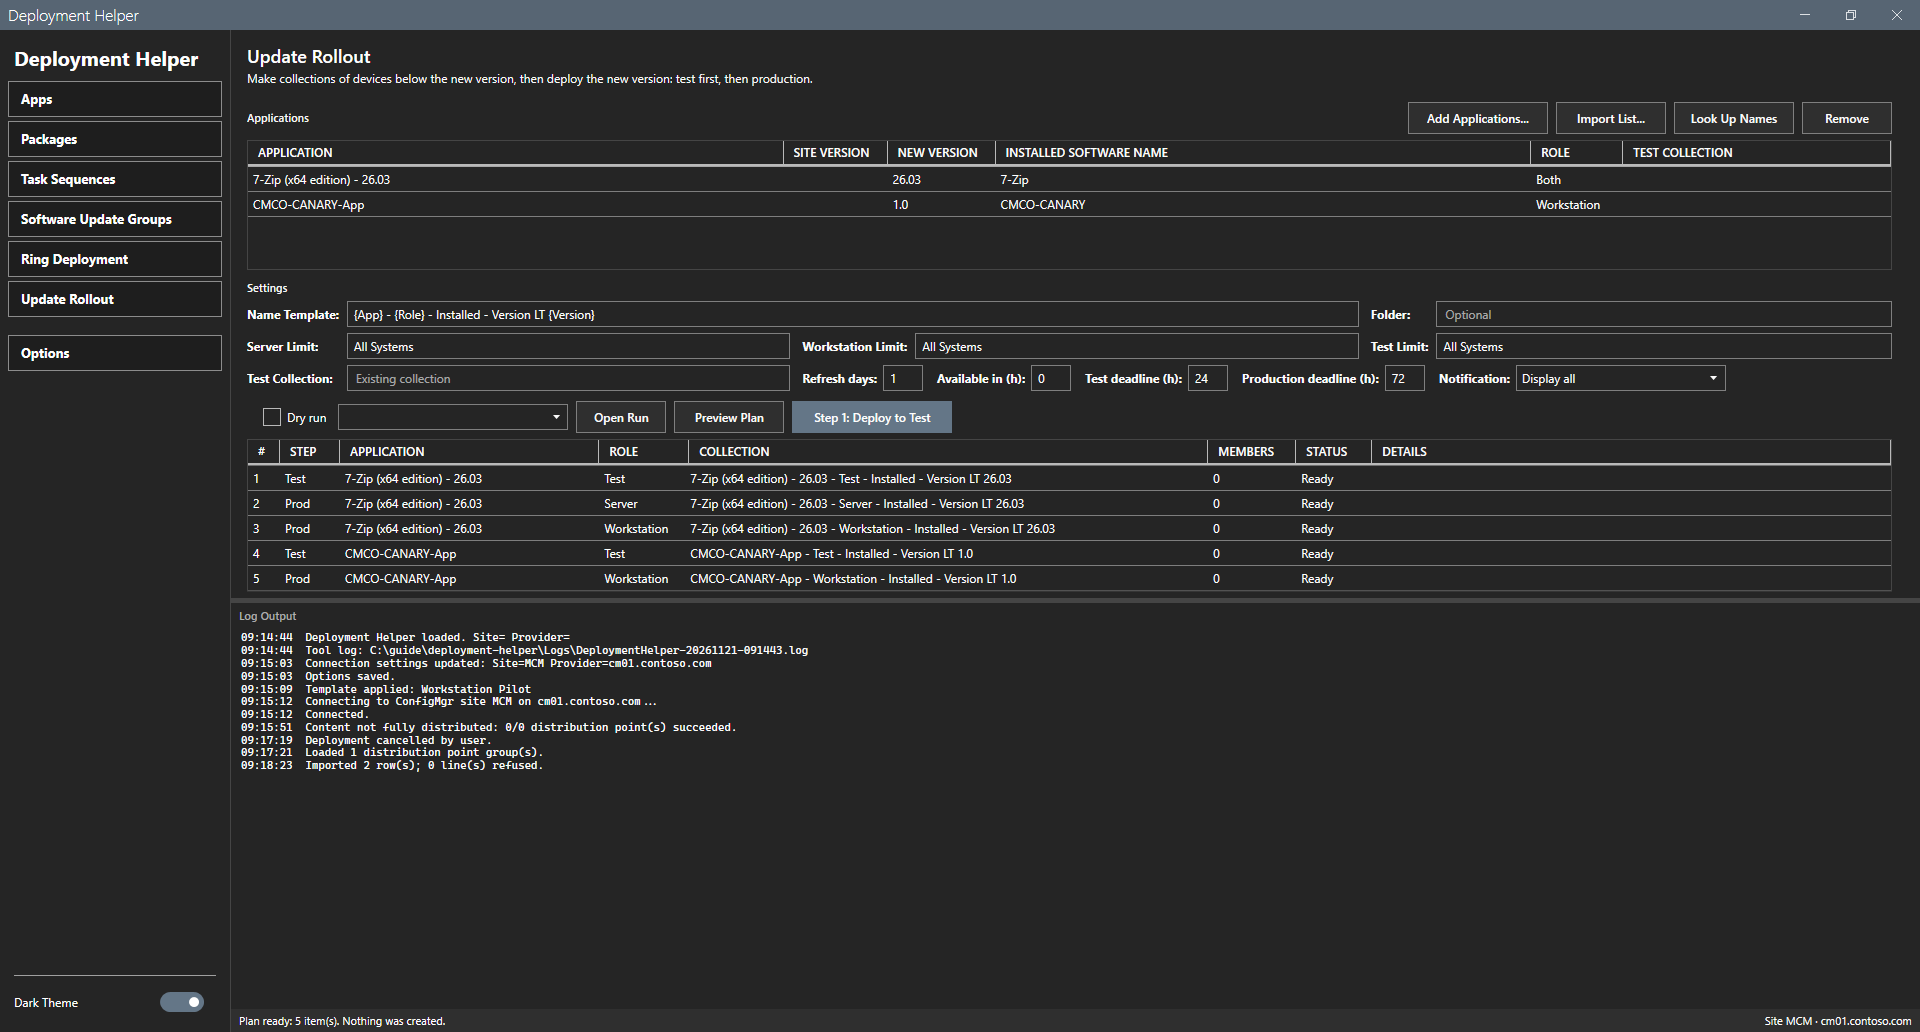 Deployment Helper
Deployment Helper
Apps
Packages
Task Sequences
Software Update Groups
Ring Deployment
Update Rollout
Options
Dark Theme
Update Rollout
Make collections of devices below the new version, then deploy the new version: test first, then production.
Applications
Add Applications... Import List... Look Up Names Remove
APPLICATION SITE VERSION NEW VERSION INSTALLED SOFTWARE NAME ROLE TEST COLLECTION
7-Zip (x64 edition) - 26.03 26.03 7-Zip Both
CMCO-CANARY-App 1.0 CMCO-CANARY Workstation
Settings
Name Template: {App} - {Role} - Installed - Version LT {Version} Folder: Optional
Server Limit: All Systems Workstation Limit: All Systems Test Limit: All Systems
Test Collection: Existing collection Refresh days: 1 Available in (h): 0 Test deadline (h): 24 Production deadline (h): 72 Notification: Display all
Dry run Open Run Preview Plan Step 1: Deploy to Test
# STEP APPLICATION ROLE COLLECTION MEMBERS STATUS DETAILS
1 Test 7-Zip (x64 edition) - 26.03 Test 7-Zip (x64 edition) - 26.03 - Test - Installed - Version LT 26.03 0 Ready
2 Prod 7-Zip (x64 edition) - 26.03 Server 7-Zip (x64 edition) - 26.03 - Server - Installed - Version LT 26.03 0 Ready
3 Prod 7-Zip (x64 edition) - 26.03 Workstation 7-Zip (x64 edition) - 26.03 - Workstation - Installed - Version LT 26.03 0 Ready
4 Test CMCO-CANARY-App Test CMCO-CANARY-App - Test - Installed - Version LT 1.0 0 Ready
5 Prod CMCO-CANARY-App Workstation CMCO-CANARY-App - Workstation - Installed - Version LT 1.0 0 Ready
Log Output
09:14:44 Deployment Helper loaded. Site= Provider=
09:14:44 Tool log: C:\guide\deployment-helper\Logs\DeploymentHelper-20261121-091443.log
09:15:03 Connection settings updated: Site=MCM Provider=cm01.contoso.com
09:15:03 Options saved.
09:15:09 Template applied: Workstation Pilot
09:15:12 Connecting to ConfigMgr site MCM on cm01.contoso.com...
09:15:12 Connected.
09:15:51 Content not fully distributed: 0/0 distribution point(s) succeeded.
09:17:19 Deployment cancelled by user.
09:17:21 Loaded 1 distribution point group(s).
09:18:23 Imported 2 row(s); 0 line(s) refused.
Plan ready: 5 item(s). Nothing was created. Site MCM · cm01.contoso.com